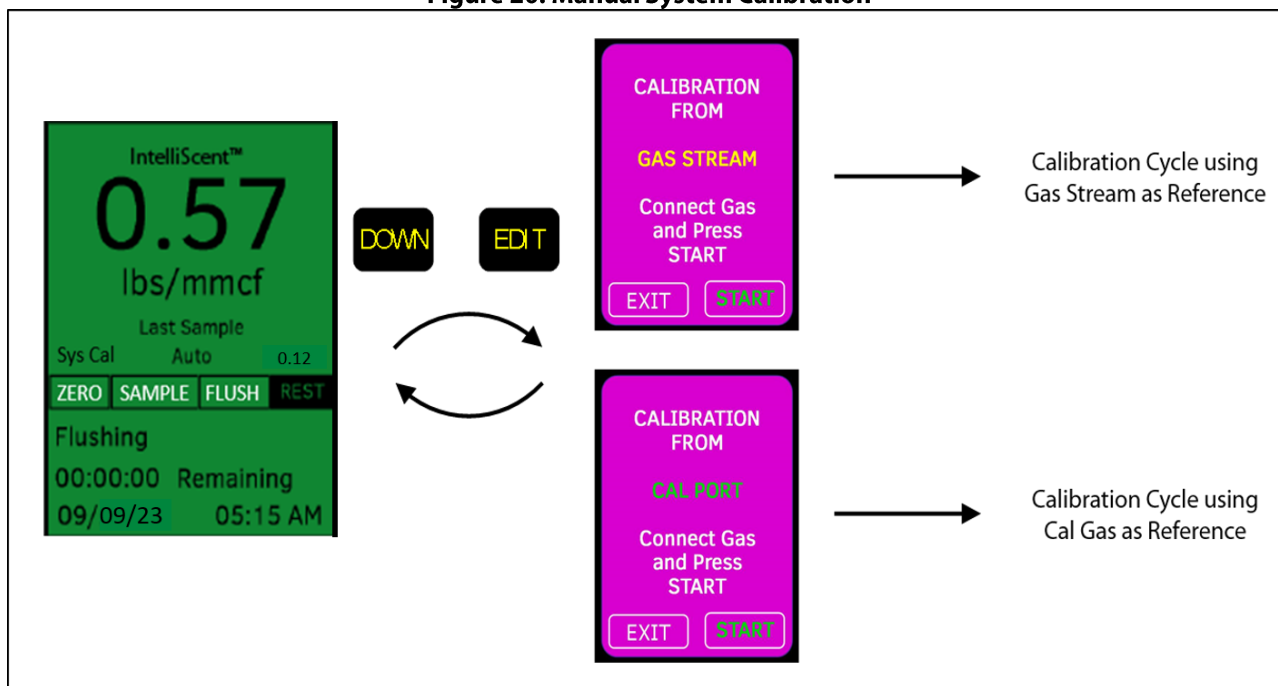 Figure 20: Manual System Calibration
IntelliScent™
0.57
lbs/mmcf
Last Sample
Sys Cal Auto 0.12
ZERO SAMPLE FLUSH REST
Flushing
00:00:00 Remaining
09/09/23 05:15 AM
DOWN EDIT
CALIBRATION
FROM
GAS STREAM
Connect Gas
and Press
START
EXIT START
Calibration Cycle using
Gas Stream as Reference
CALIBRATION
FROM
CAL PORT
Connect Gas
and Press
START
EXIT START
Calibration Cycle using
Cal Gas as Reference